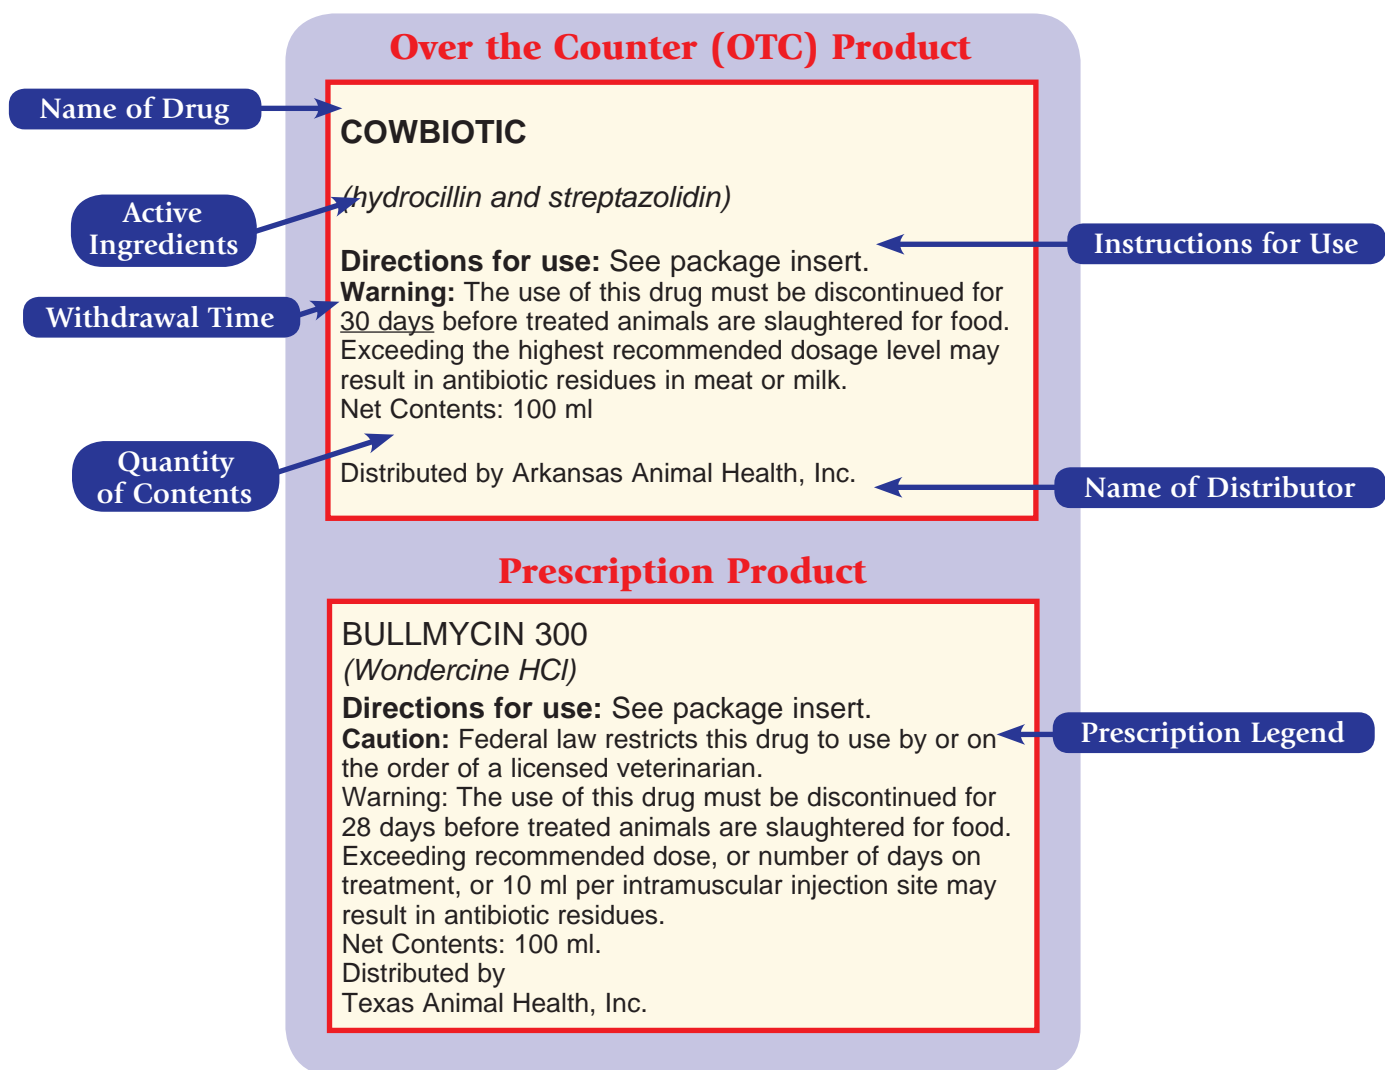 Over the Counter (OTC) Product
Name of Drug
COWBIOTIC
(hydrocillin and streptazolidin)
Active
Ingredients
Directions for use: See package insert.
Instructions for Use
Warning: The use of this drug must be discontinued for
30 days before treated animals are slaughtered for food.
Exceeding the highest recommended dosage level may
result in antibiotic residues in meat or milk.
Withdrawal Time
Net Contents: 100 ml
Quantity
of Contents
Distributed by Arkansas Animal Health, Inc.
Name of Distributor
Prescription Product
BULLMYCIN 300
(Wondercine HCl)
Directions for use: See package insert.
Caution: Federal law restricts this drug to use by or on
the order of a licensed veterinarian.
Prescription Legend
Warning: The use of this drug must be discontinued for
28 days before treated animals are slaughtered for food.
Exceeding recommended dose, or number of days on
treatment, or 10 ml per intramuscular injection site may
result in antibiotic residues.
Net Contents: 100 ml.
Distributed by
Texas Animal Health, Inc.